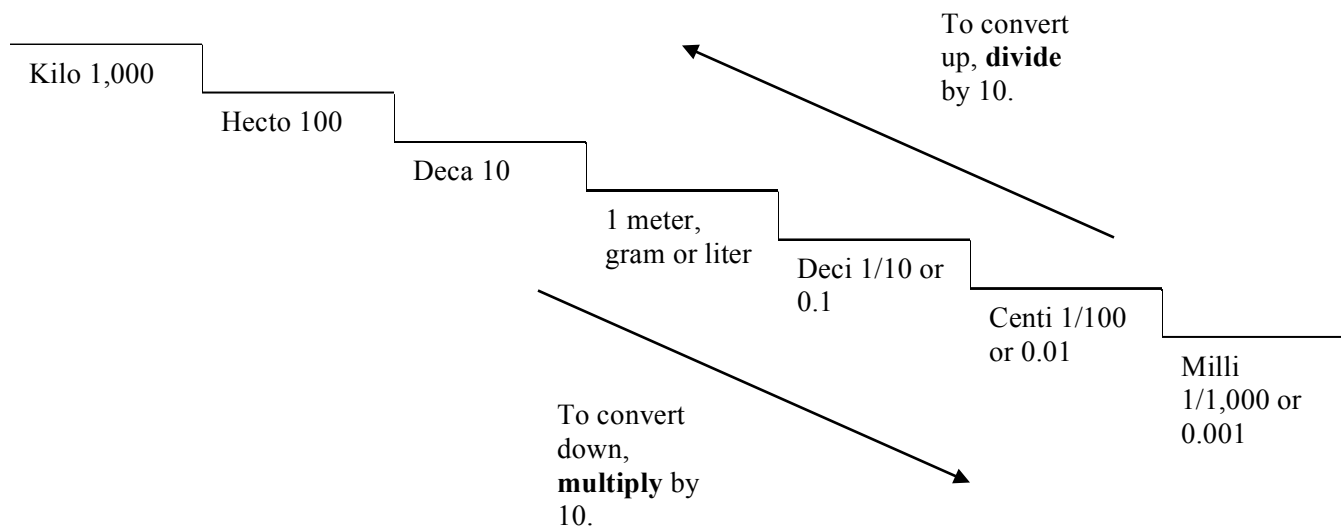 To convert
up, divide
by 10.
Kilo 1,000
Hecto 100
Deca 10
1 meter,
gram or liter
Deci 1/10 or
0.1
Centi 1/100
or 0.01
Milli
1/1,000 or
0.001
To convert
down,
multiply by
10.